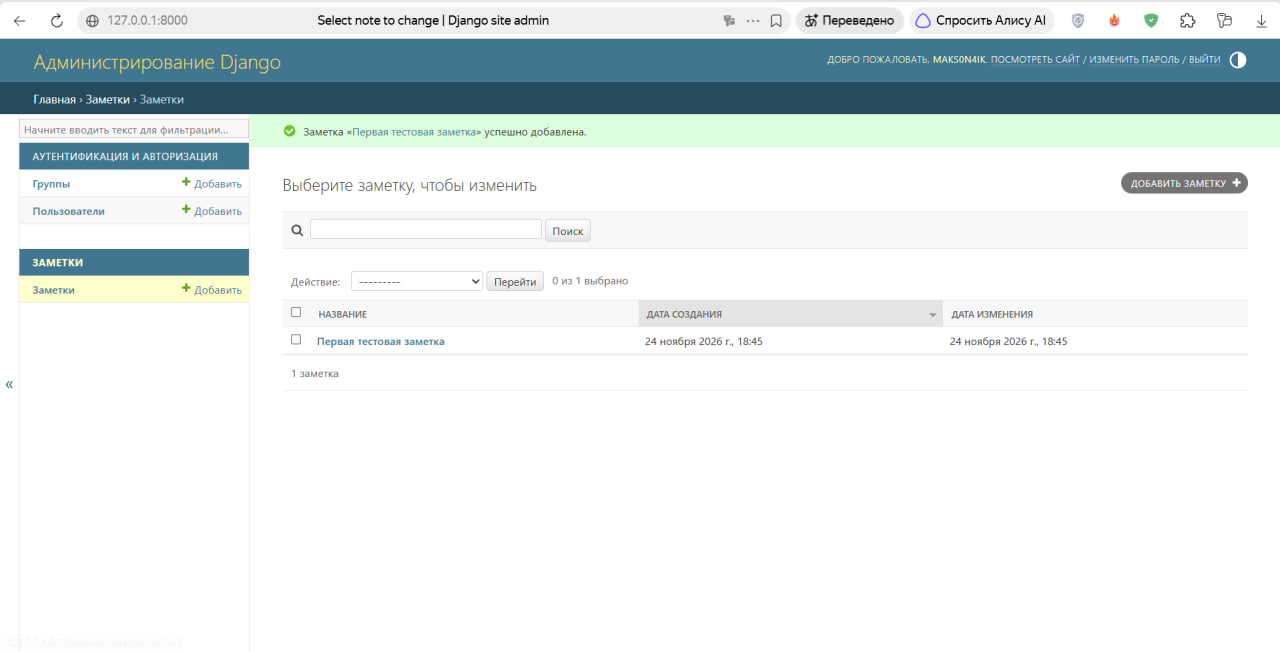 127.0.0.1:8000 Select note to change | Django site admin Переведено Спросить Алису AI
Администрирование Django
ДОБРО ПОЖАЛОВАТЬ, MAKS0N4IK. ПОСМОТРЕТЬ САЙТ / ИЗМЕНИТЬ ПАРОЛЬ / ВЫЙТИ
Главная › Заметки › Заметки
Начните вводить текст для фильтрации...
АУТЕНТИФИКАЦИЯ И АВТОРИЗАЦИЯ
Группы + Добавить
Пользователи + Добавить
ЗАМЕТКИ
Заметки + Добавить
«
Заметка «Первая тестовая заметка» успешно добавлена.
Выберите заметку, чтобы изменить
ДОБАВИТЬ ЗАМЕТКУ +
Поиск
Действие: --------- Перейти 0 из 1 выбрано
НАЗВАНИЕ ДАТА СОЗДАНИЯ ДАТА ИЗМЕНЕНИЯ
Первая тестовая заметка 24 ноября 2026 г., 18:45 24 ноября 2026 г., 18:45
1 заметка